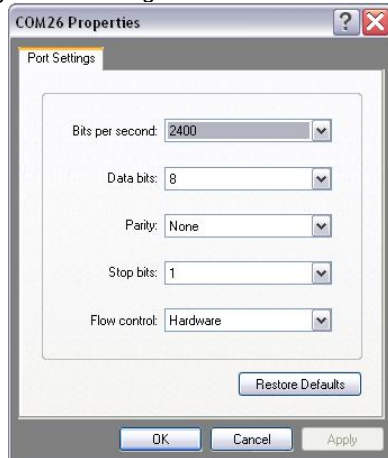 COM26 Properties
Port Settings
Bits per second: 2400
Data bits: 8
Parity: None
Stop bits: 1
Flow control: Hardware
Restore Defaults
OK Cancel Apply